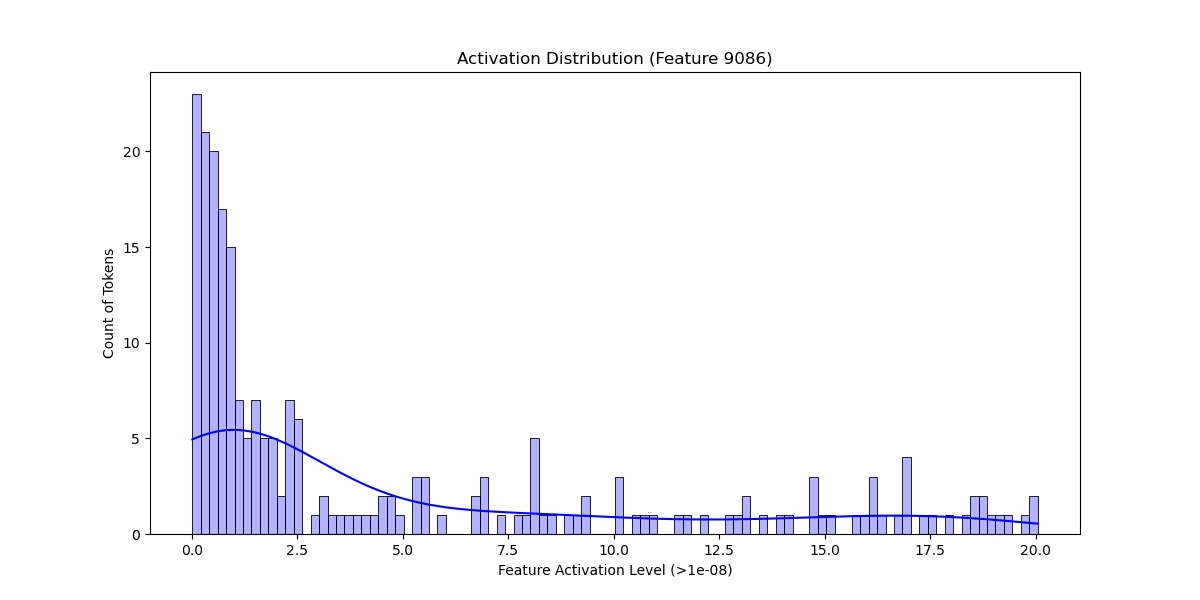 Activation Distribution (Feature 9086)
Count of Tokens
20
15
10
5
0
0.0 2.5 5.0 7.5 10.0 12.5 15.0 17.5 20.0
Feature Activation Level (>1e-08)